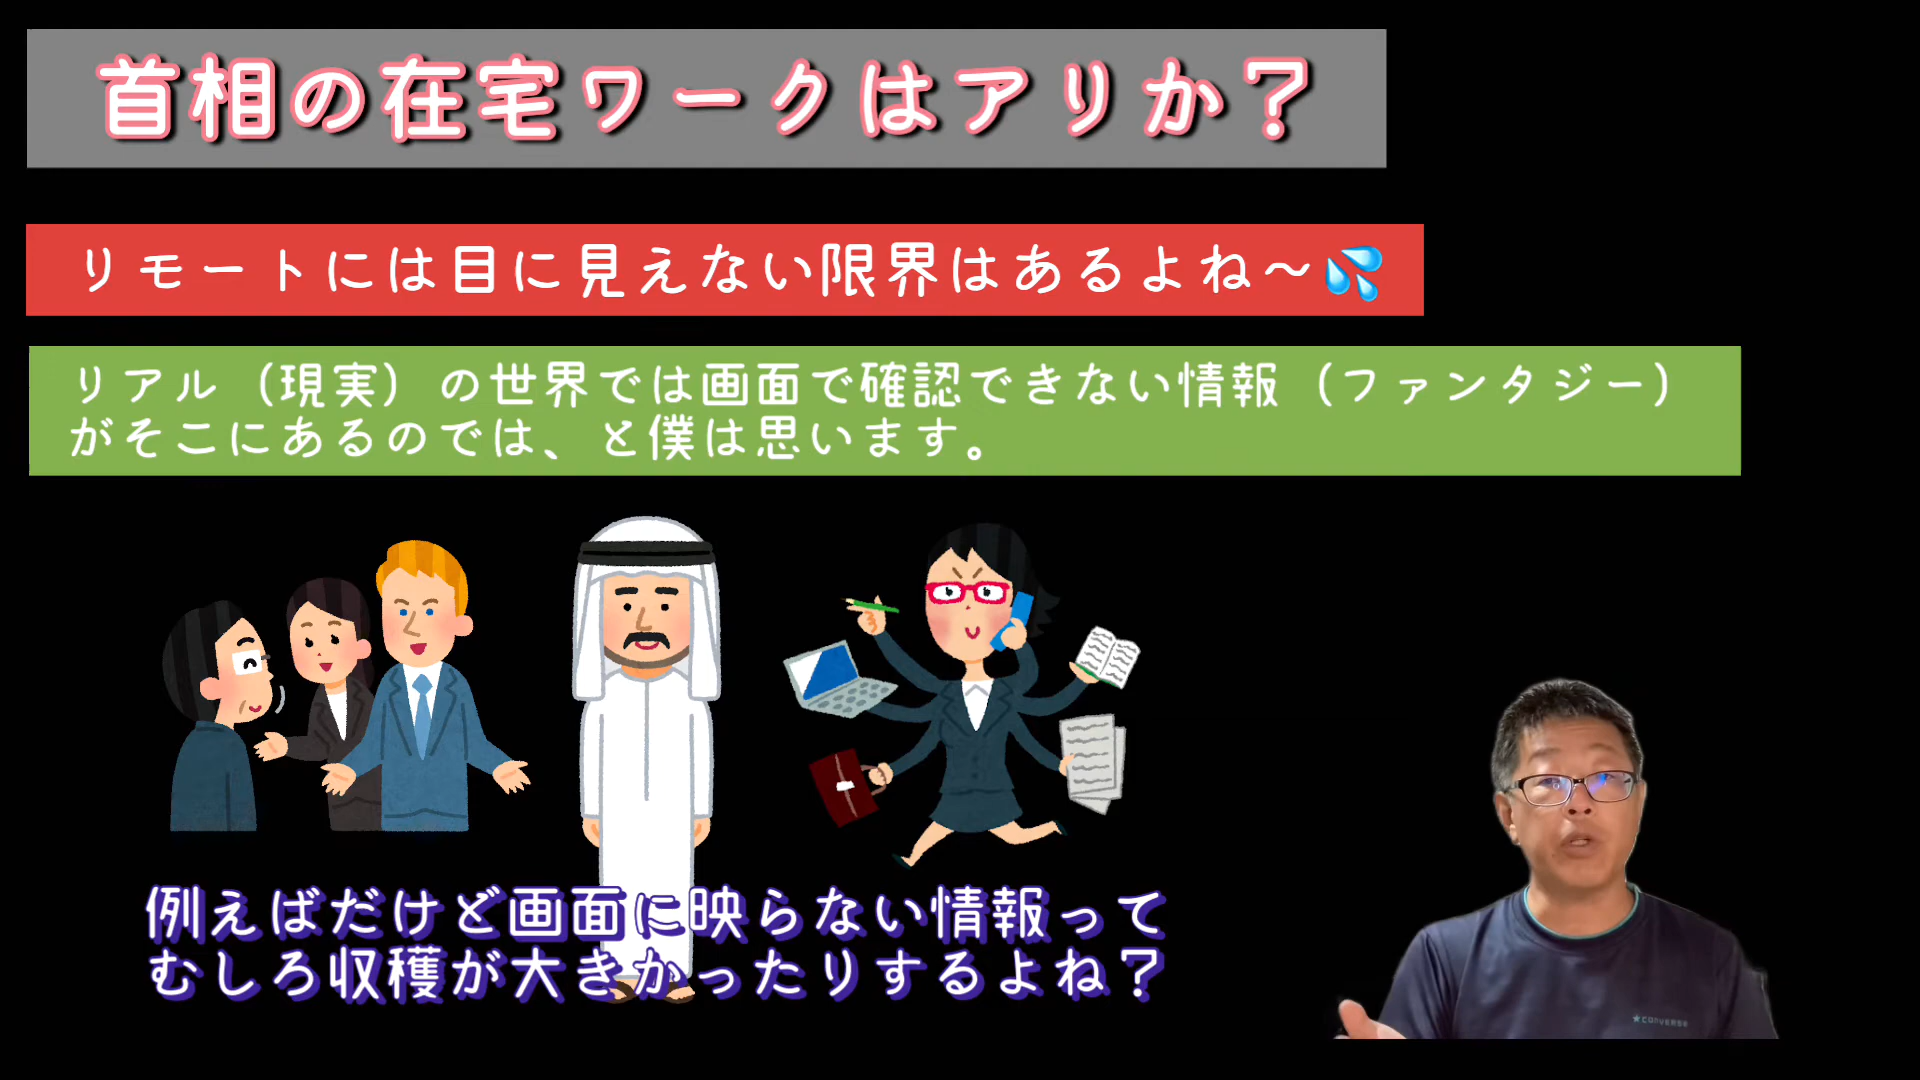 首相の在宅ワークはアリか？
リモートには目に見えない限界はあるよね〜💦
リアル（現実）の世界では画面で確認できない情報（ファンタジー）
がそこにあるのでは、と僕は思います。
例えばだけど画面に映らない情報って
むしろ収穫が大きかったりするよね？
★CONVERSE